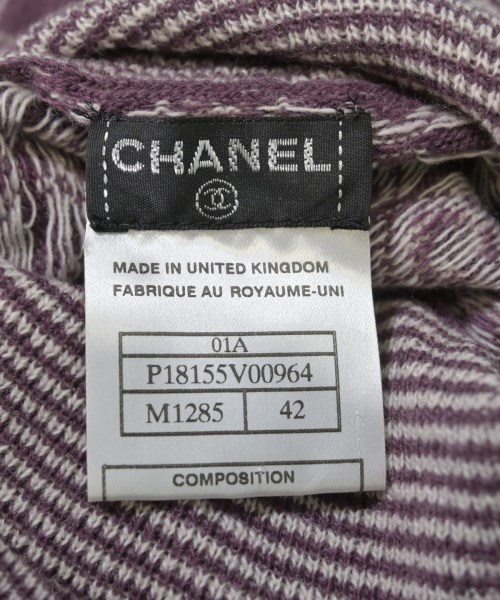 CHANEL
MADE IN UNITED KINGDOM
FABRIQUE AU ROYAUME-UNI
01A
P18155V00964
M1285 42
COMPOSITION